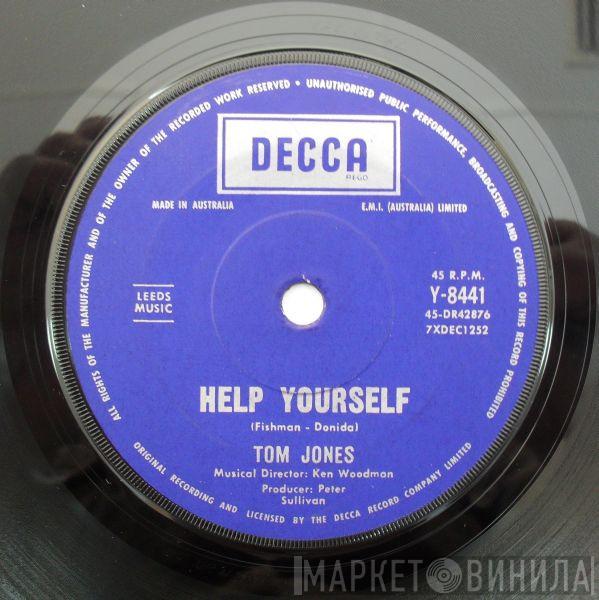 ALL RIGHTS OF THE MANUFACTURER AND OF THE OWNER OF THE RECORDED WORK RESERVED • UNAUTHORISED PUBLIC PERFORMANCE, BROADCASTING AND COPYING OF THIS RECORD PROHIBITED
DECCA
REGD
MADE IN AUSTRALIA
E.M.I. (AUSTRALIA) LIMITED
45 R.P.M.
LEEDS
MUSIC
Y-8441
45-DR42876
7XDEC1252
HELP YOURSELF
(Fishman - Donida)
TOM JONES
Musical Director: Ken Woodman
Producer: Peter
Sullivan
ORIGINAL RECORDING AND LICENSED BY THE DECCA RECORD COMPANY LIMITED
МАРКЕТ ВИНИЛА